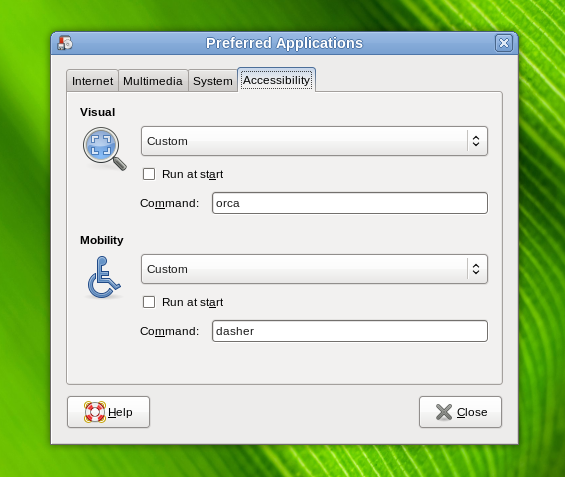 Preferred Applications
Internet Multimedia System Accessibility
Visual
Custom
Run at start
Command: orca
Mobility
Custom
Run at start
Command: dasher
Help Close